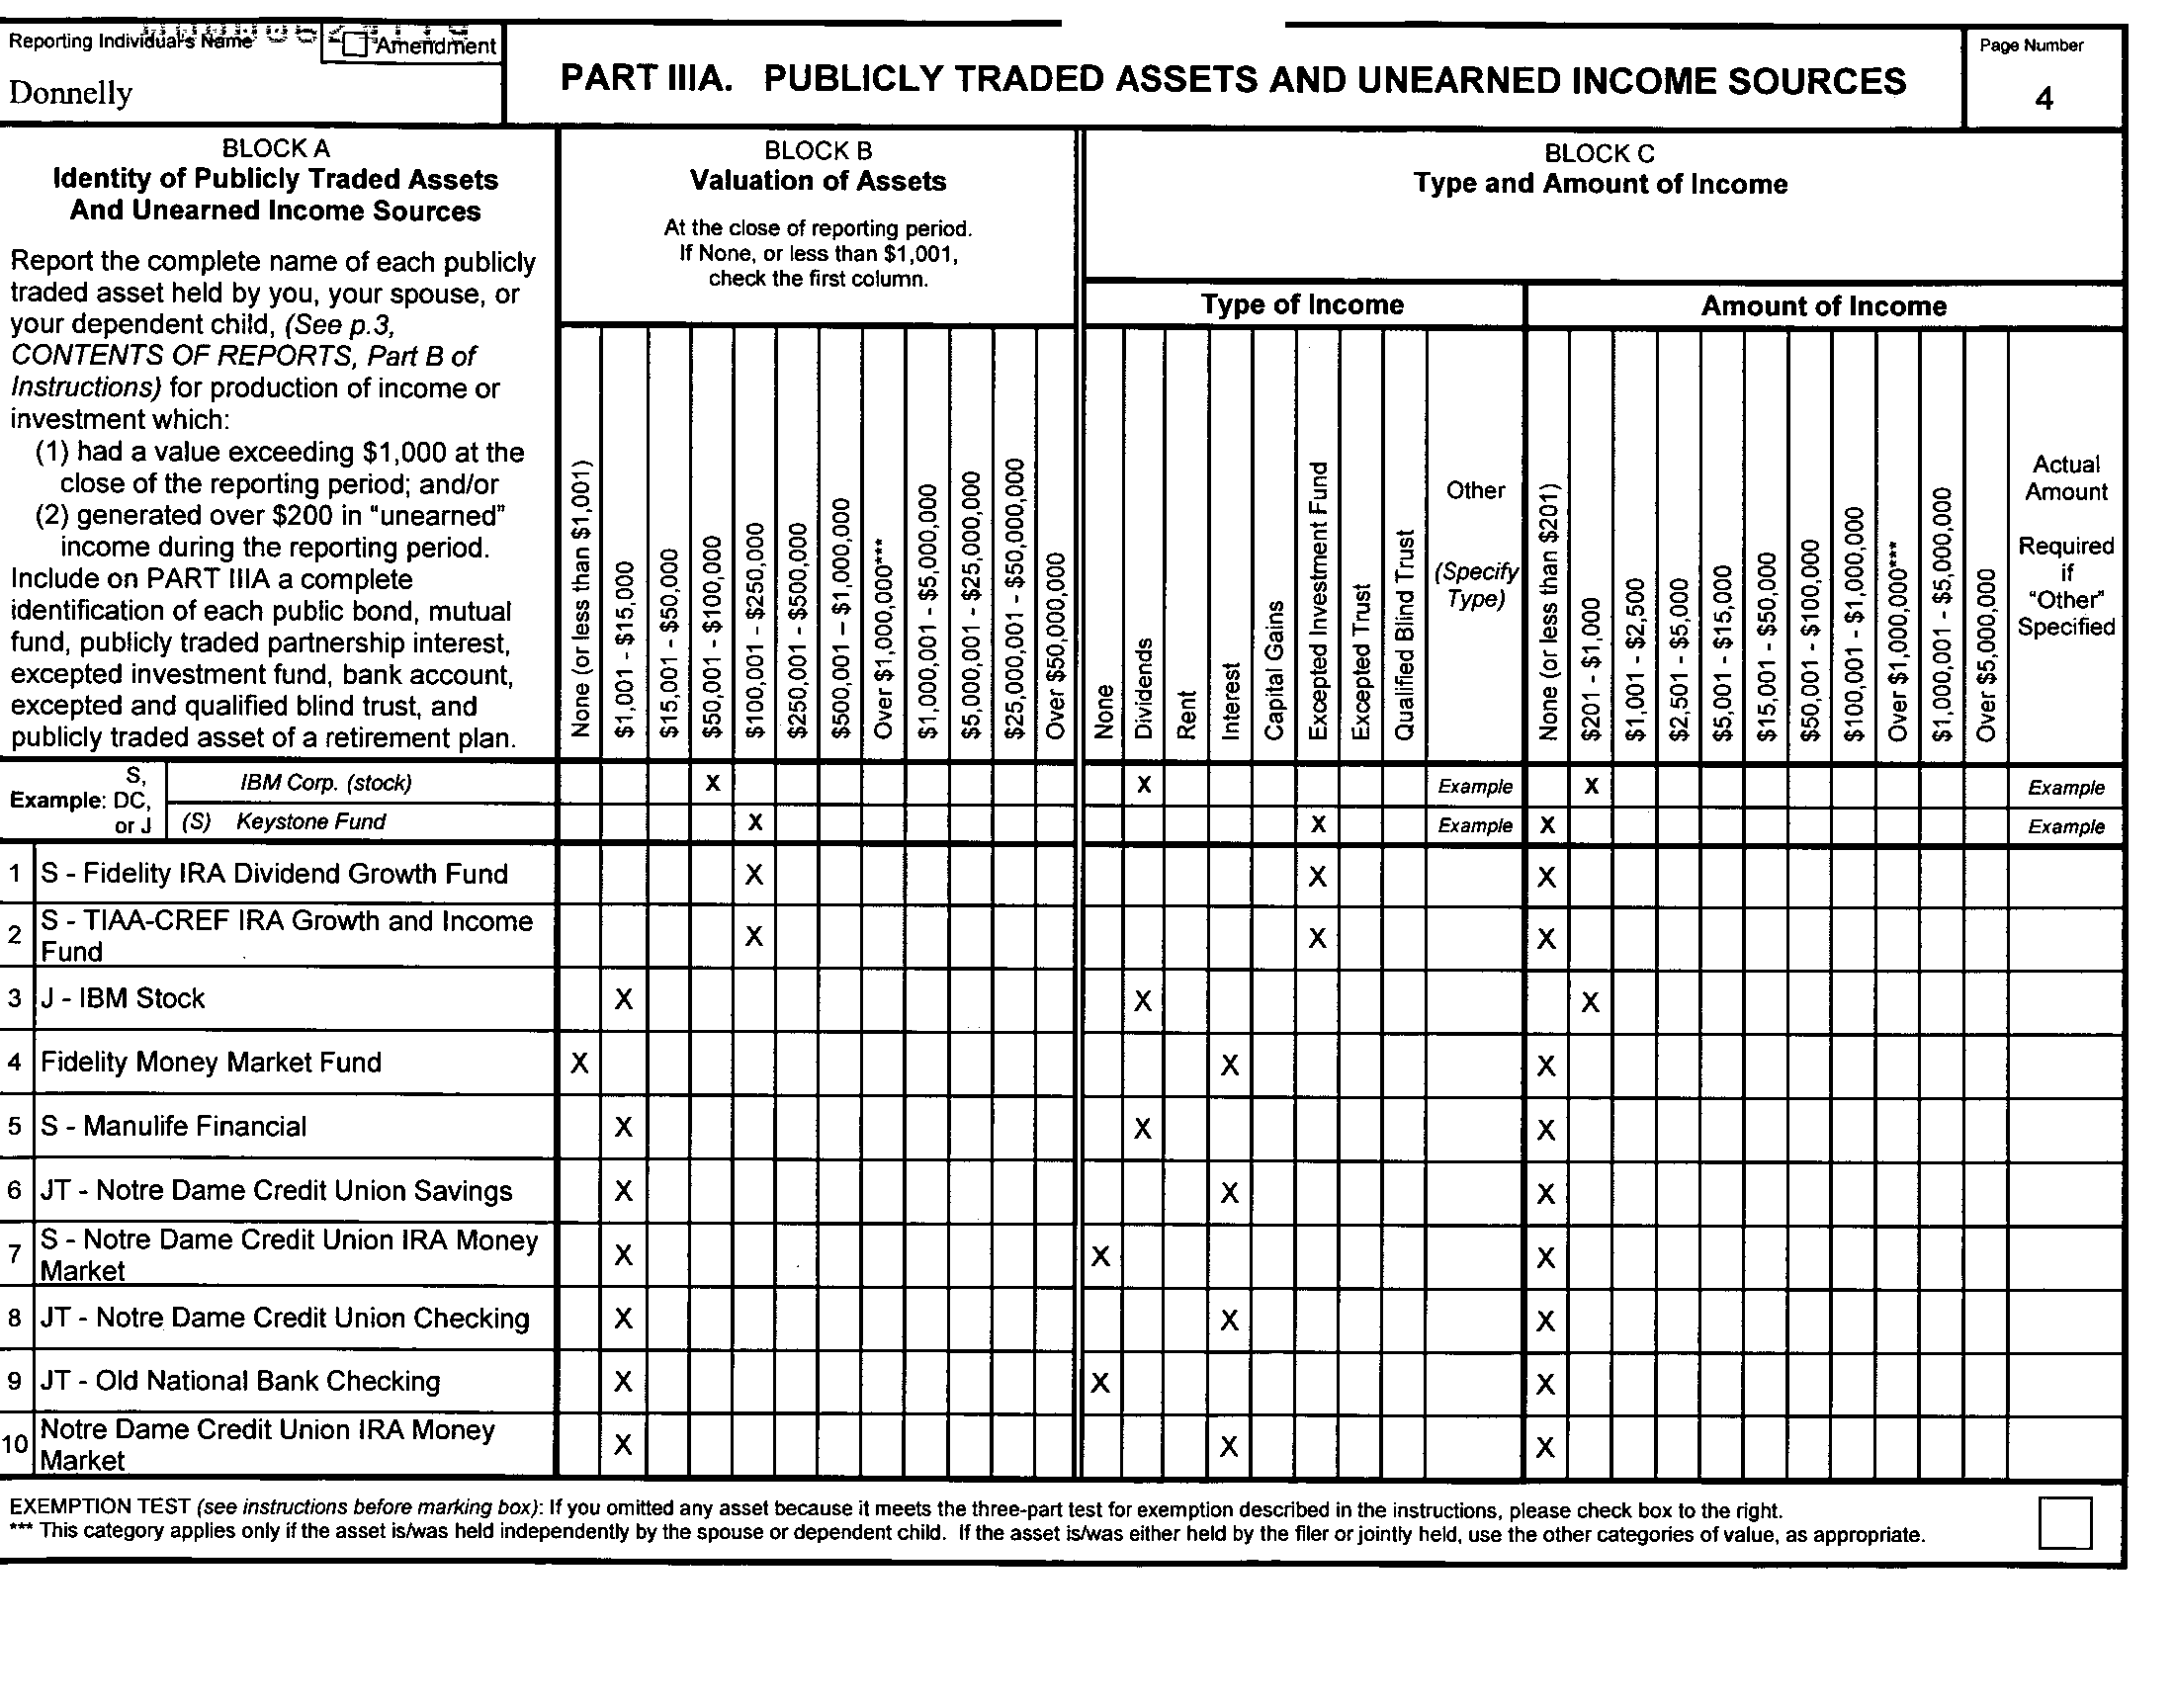 Reporting Individual's Name
Amendment
Donnelly
PART IIIA. PUBLICLY TRADED ASSETS AND UNEARNED INCOME SOURCES
Page Number
4
BLOCK A
Identity of Publicly Traded Assets
And Unearned Income Sources
Report the complete name of each publicly
traded asset held by you, your spouse, or
your dependent child, (See p.3,
CONTENTS OF REPORTS, Part B of
Instructions) for production of income or
investment which:
(1) had a value exceeding $1,000 at the
close of the reporting period; and/or
(2) generated over $200 in "unearned"
income during the reporting period.
Include on PART IIIA a complete
identification of each public bond, mutual
fund, publicly traded partnership interest,
excepted investment fund, bank account,
excepted and qualified blind trust, and
publicly traded asset of a retirement plan.
BLOCK B
Valuation of Assets
At the close of reporting period.
If None, or less than $1,001,
check the first column.
None (or less than $1,001)
$1,001 - $15,000
$15,001 - $50,000
$50,001 - $100,000
$100,001 - $250,000
$250,001 - $500,000
$500,001 – $1,000,000
Over $1,000,000***
$1,000,001 - $5,000,000
$5,000,001 - $25,000,000
$25,000,001 - $50,000,000
Over $50,000,000
BLOCK C
Type and Amount of Income
Type of Income
None
Dividends
Rent
Interest
Capital Gains
Excepted Investment Fund
Excepted Trust
Qualified Blind Trust
Other
(Specify
Type)
Amount of Income
None (or less than $201)
$201 - $1,000
$1,001 - $2,500
$2,501 - $5,000
$5,001 - $15,000
$15,001 - $50,000
$50,001 - $100,000
$100,001 - $1,000,000
Over $1,000,000***
$1,000,001 - $5,000,000
Over $5,000,000
Actual
Amount
Required
if
"Other"
Specified
Example: S, DC, or J
IBM Corp. (stock) X X Example X Example
(S) Keystone Fund X X Example X Example
1 S - Fidelity IRA Dividend Growth Fund X X X
2 S - TIAA-CREF IRA Growth and Income
Fund X X X
3 J - IBM Stock X X X
4 Fidelity Money Market Fund X X X
5 S - Manulife Financial X X X
6 JT - Notre Dame Credit Union Savings X X X
7 S - Notre Dame Credit Union IRA Money
Market X X X
8 JT - Notre Dame Credit Union Checking X X X
9 JT - Old National Bank Checking X X X
10 Notre Dame Credit Union IRA Money
Market X X X
EXEMPTION TEST (see instructions before marking box): If you omitted any asset because it meets the three-part test for exemption described in the instructions, please check box to the right.
*** This category applies only if the asset is/was held independently by the spouse or dependent child. If the asset is/was either held by the filer or jointly held, use the other categories of value, as appropriate.